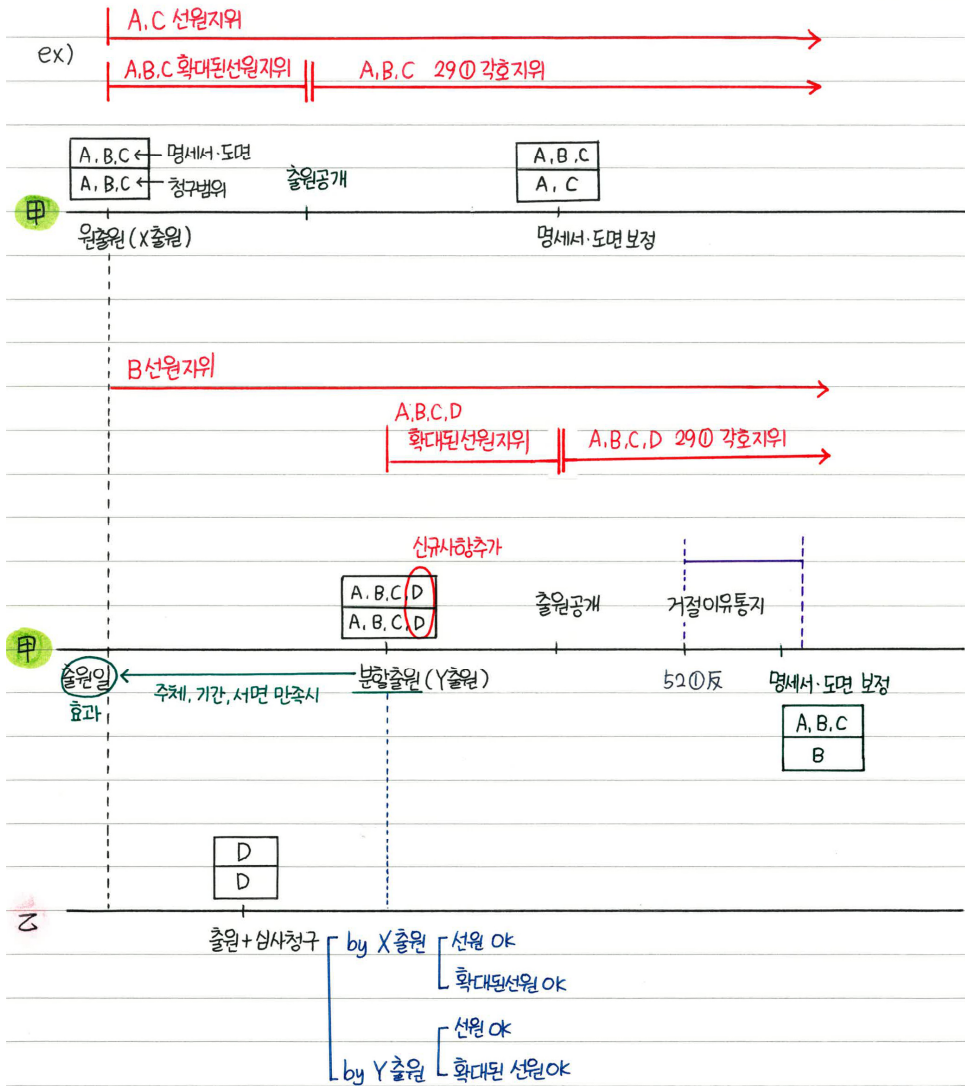 A, C 선원지위
ex)
A,B,C 확대된선원지위
A, B, C 29① 각호지위
A, B, C ← 명세서·도면
A, B, C ← 청구범위
출원공개
A, B, C
A, C
甲
원출원 (X출원)
명세서·도면 보정
B 선원지위
A,B,C,D
확대된선원지위
A, B, C, D 29① 각호지위
신규사항추가
A, B, C, D
A, B, C, D
출원공개
거절이유통지
甲
출원일
효과
주체, 기간, 서면 만족시
분할출원 (Y출원)
52①反
명세서·도면 보정
A, B, C
B
D
D
乙
출원+심사청구
by X출원
선원 OK
확대된선원 OK
by Y출원
선원 OK
확대된 선원 OK